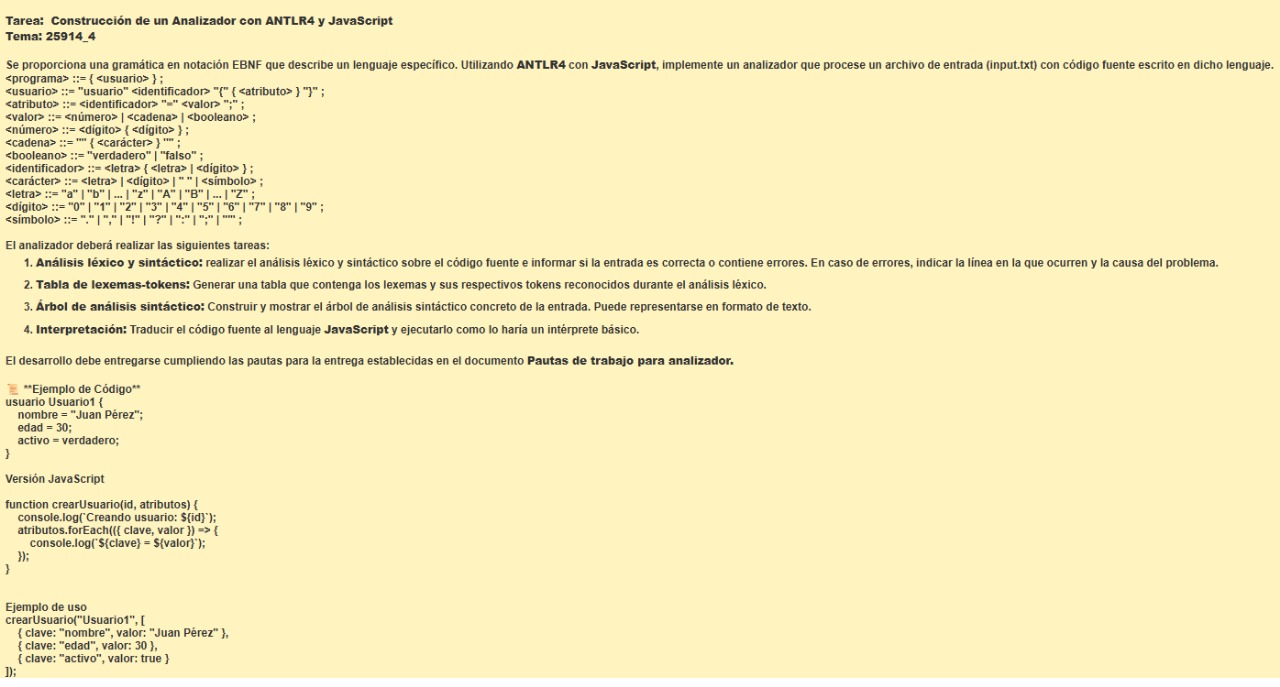 Tarea: Construcción de un Analizador con ANTLR4 y JavaScript
Tema: 25914_4
Se proporciona una gramática en notación EBNF que describe un lenguaje específico. Utilizando ANTLR4 con JavaScript, implemente un analizador que procese un archivo de entrada (input.txt) con código fuente escrito en dicho lenguaje.
<programa> ::= { <usuario> } ;
<usuario> ::= "usuario" <identificador> "{" { <atributo> } "}" ;
<atributo> ::= <identificador> "=" <valor> ";" ;
<valor> ::= <número> | <cadena> | <booleano> ;
<número> ::= <dígito> { <dígito> } ;
<cadena> ::= '"' { <carácter> } '"' ;
<booleano> ::= "verdadero" | "falso" ;
<identificador> ::= <letra> { <letra> | <dígito> } ;
<carácter> ::= <letra> | <dígito> | " " | <símbolo> ;
<letra> ::= "a" | "b" | ... | "z" | "A" | "B" | ... | "Z" ;
<dígito> ::= "0" | "1" | "2" | "3" | "4" | "5" | "6" | "7" | "8" | "9" ;
<símbolo> ::= "." | "," | "!" | "?" | ":" | ";" | "'" ;
El analizador deberá realizar las siguientes tareas:
1. Análisis léxico y sintáctico: realizar el análisis léxico y sintáctico sobre el código fuente e informar si la entrada es correcta o contiene errores. En caso de errores, indicar la línea en la que ocurren y la causa del problema.
2. Tabla de lexemas-tokens: Generar una tabla que contenga los lexemas y sus respectivos tokens reconocidos durante el análisis léxico.
3. Árbol de análisis sintáctico: Construir y mostrar el árbol de análisis sintáctico concreto de la entrada. Puede representarse en formato de texto.
4. Interpretación: Traducir el código fuente al lenguaje JavaScript y ejecutarlo como lo haría un intérprete básico.
El desarrollo debe entregarse cumpliendo las pautas para la entrega establecidas en el documento Pautas de trabajo para analizador.
📜 **Ejemplo de Código**
usuario Usuario1 {
nombre = "Juan Pérez";
edad = 30;
activo = verdadero;
}
Versión JavaScript
function crearUsuario(id, atributos) {
console.log(`Creando usuario: ${id}`);
atributos.forEach(({ clave, valor }) => {
console.log(`${clave} = ${valor}`);
});
}
Ejemplo de uso
crearUsuario("Usuario1", [
{ clave: "nombre", valor: "Juan Pérez" },
{ clave: "edad", valor: 30 },
{ clave: "activo", valor: true }
]);